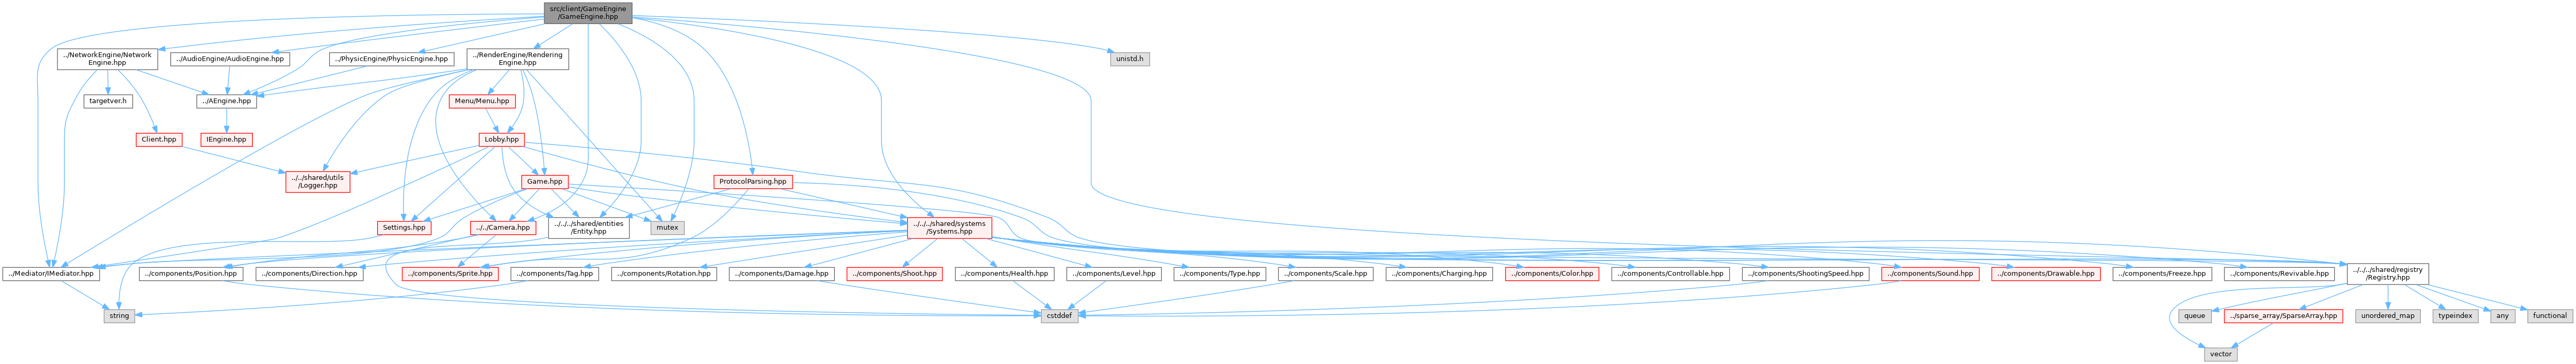 src/client/GameEngine
/GameEngine.hpp
../NetworkEngine/Network
Engine.hpp
../AudioEngine/AudioEngine.hpp
../PhysicEngine/PhysicEngine.hpp
../RenderEngine/Rendering
Engine.hpp
unistd.h
targetver.h
../AEngine.hpp
Menu/Menu.hpp
Client.hpp
IEngine.hpp
Lobby.hpp
../../shared/utils
/Logger.hpp
Game.hpp
ProtocolParsing.hpp
Settings.hpp
../../Camera.hpp
../../../shared/entities
/Entity.hpp
mutex
../../../shared/systems
/Systems.hpp
../Mediator/IMediator.hpp
../components/Position.hpp
../components/Direction.hpp
../components/Sprite.hpp
../components/Tag.hpp
../components/Rotation.hpp
../components/Damage.hpp
../components/Shoot.hpp
../components/Health.hpp
../components/Level.hpp
../components/Type.hpp
../components/Scale.hpp
../components/Charging.hpp
../components/Color.hpp
../components/Controllable.hpp
../components/ShootingSpeed.hpp
../components/Sound.hpp
../components/Drawable.hpp
../components/Freeze.hpp
../components/Revivable.hpp
../../../shared/registry
/Registry.hpp
string
cstddef
queue
../sparse_array/SparseArray.hpp
unordered_map
typeindex
any
functional
vector